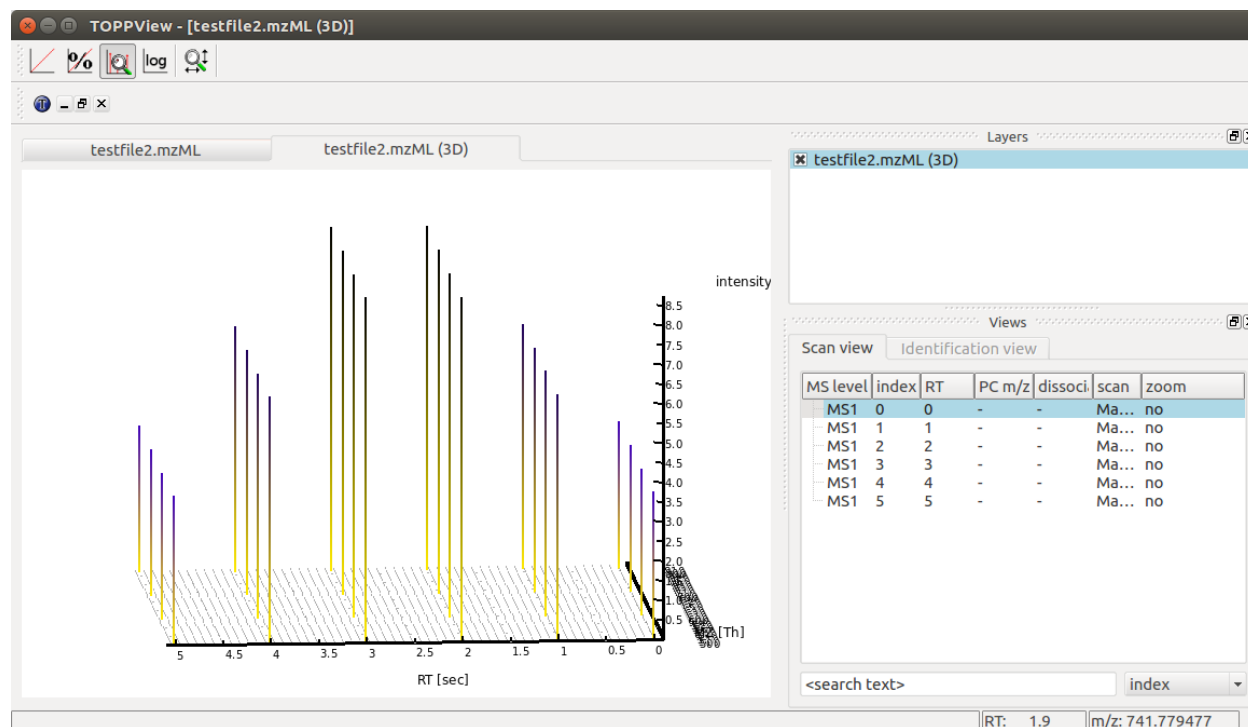 TOPPView - [testfile2.mzML (3D)]
%
log
testfile2.mzML
testfile2.mzML (3D)
intensity
8.5
8.0
7.5
7.0
6.5
6.0
5.5
5.0
4.5
4.0
3.5
3.0
2.5
2.0
0.5
[Th]
5 4.5 4 3.5 3 2.5 2 1.5 1 0.5 0
RT [sec]
Layers
testfile2.mzML (3D)
Views
Scan view
Identification view
MS level index RT PC m/z dissoci scan zoom
MS1 0 0 - - Ma... no
MS1 1 1 - - Ma... no
MS1 2 2 - - Ma... no
MS1 3 3 - - Ma... no
MS1 4 4 - - Ma... no
MS1 5 5 - - Ma... no
<search text>
index
RT: 1.9 m/z: 741.779477